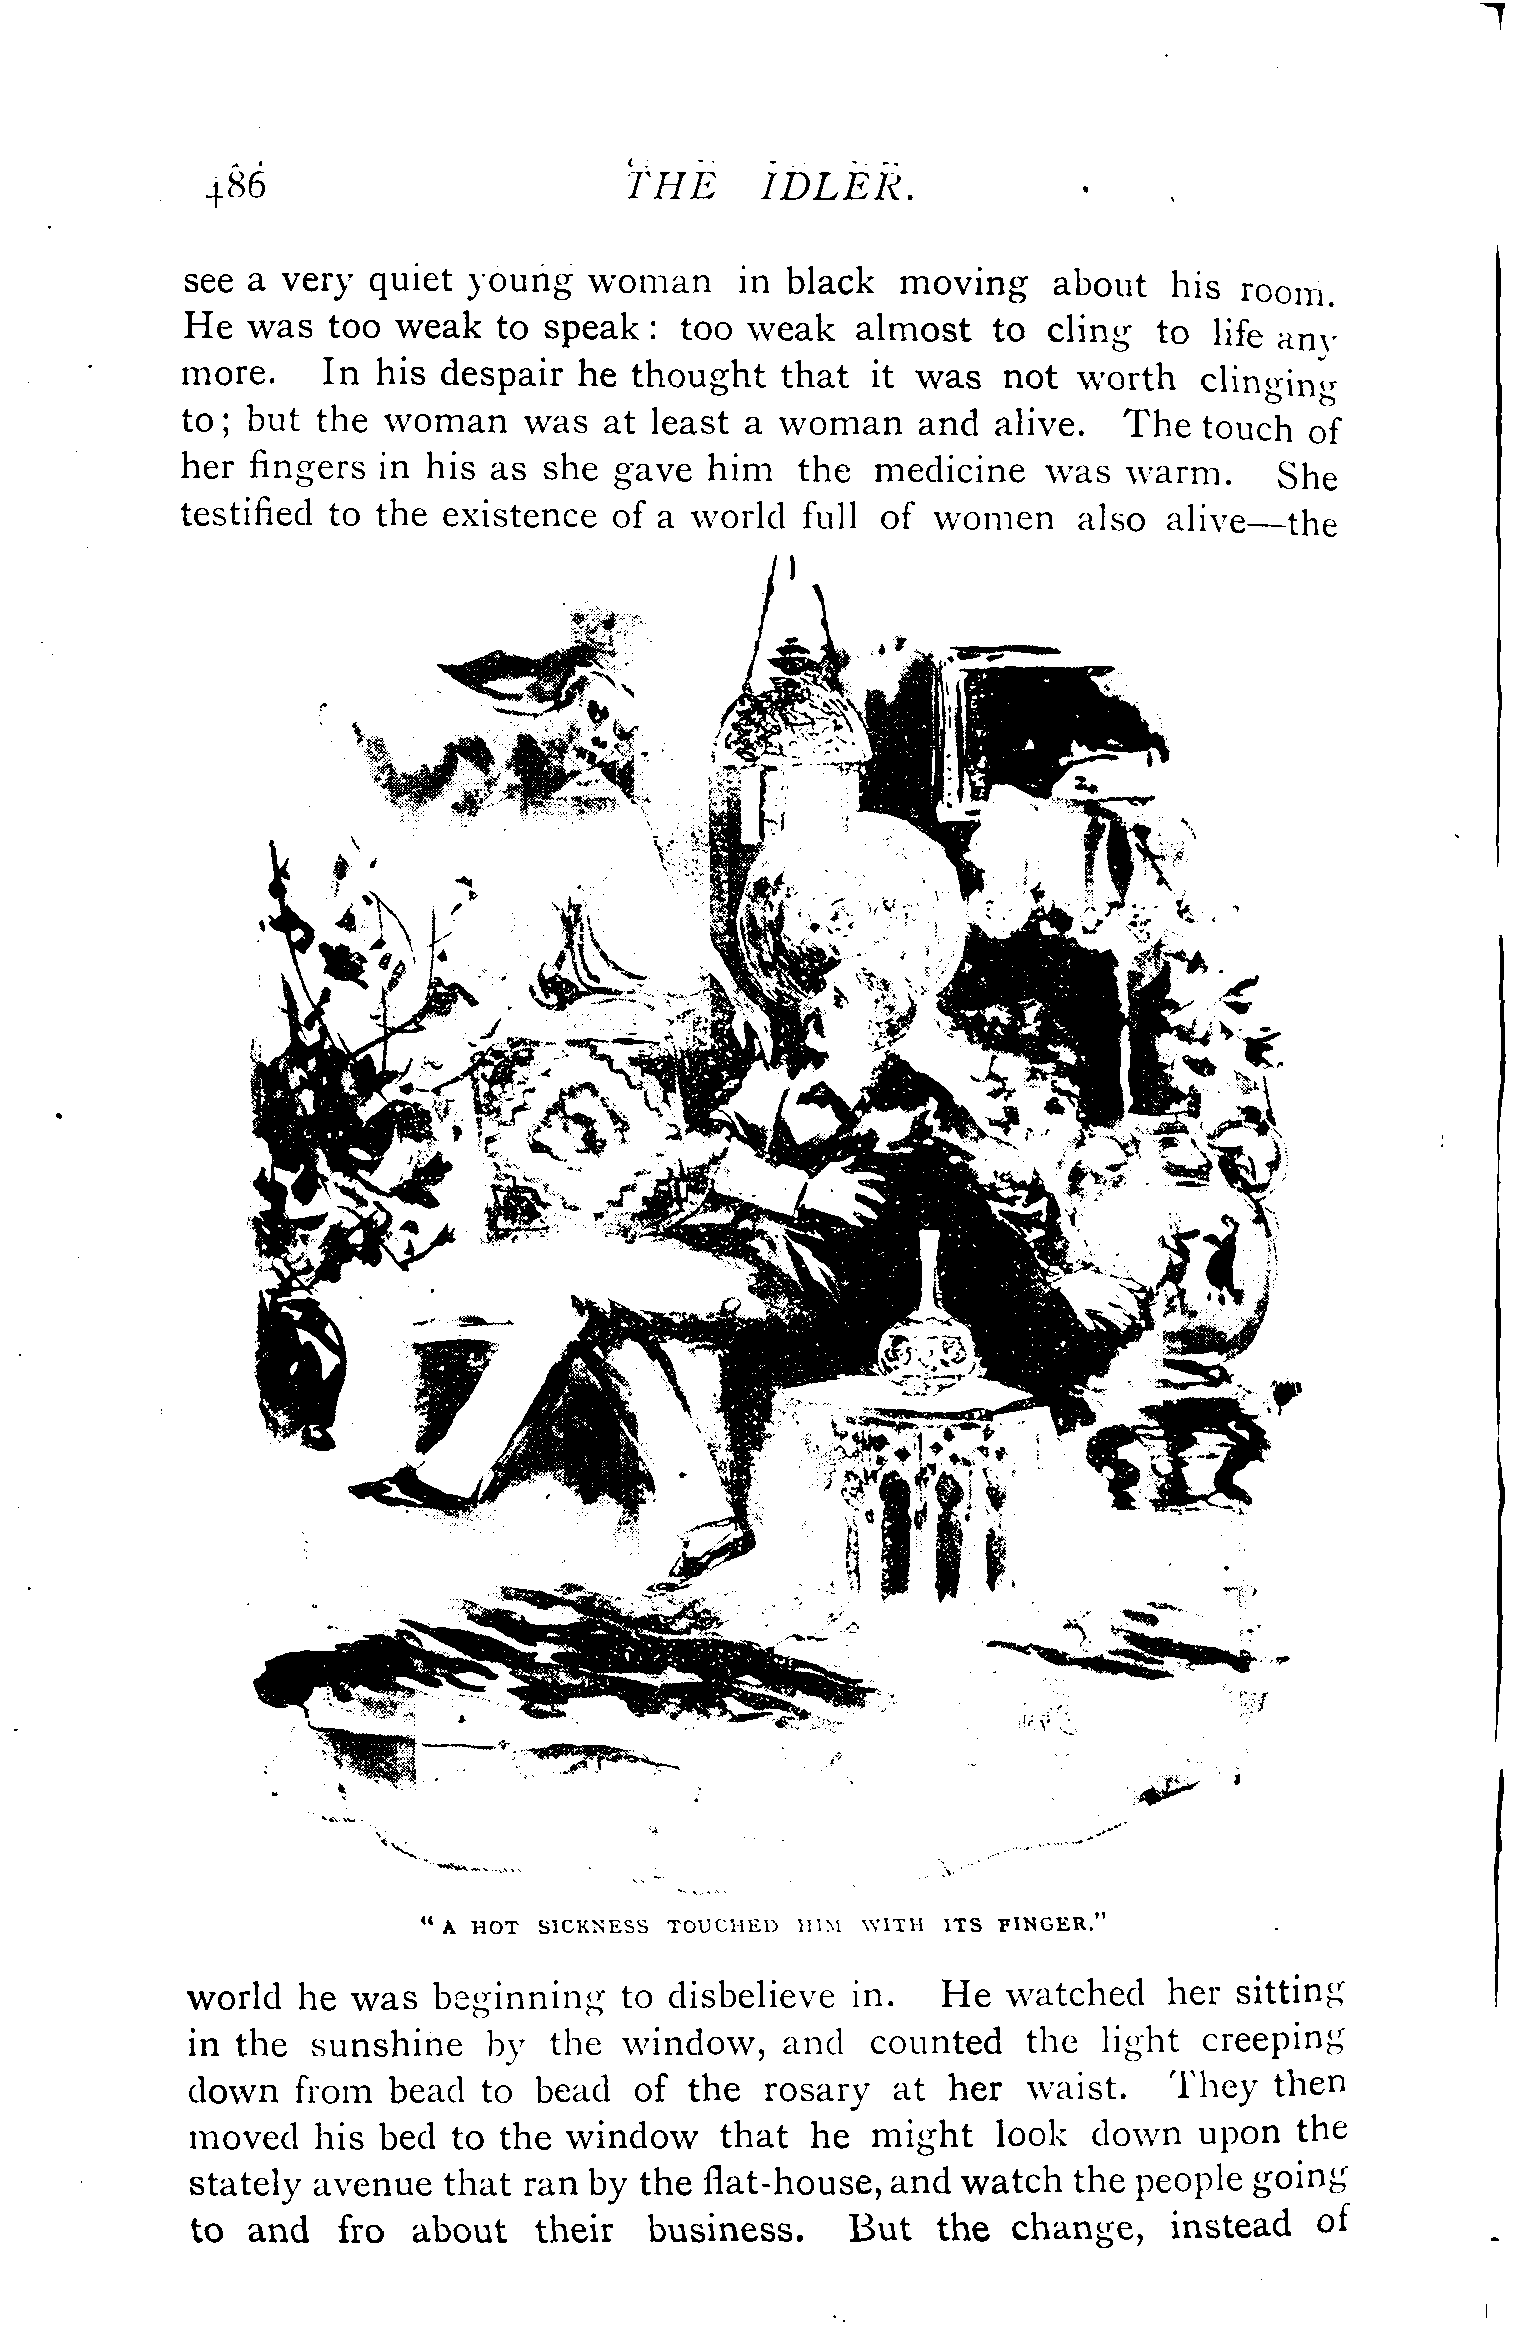 486
THE IDLER.
see a very quiet young woman in black moving about his room.
He was too weak to speak: too weak almost to cling to life any
more. In his despair he thought that it was not worth clinging
to; but the woman was at least a woman and alive. The touch of
her fingers in his as she gave him the medicine was warm. She
testified to the existence of a world full of women also alive—the
"A HOT SICKNESS TOUCHED HIM WITH ITS FINGER."
world he was beginning to disbelieve in. He watched her sitting
in the sunshine by the window, and counted the light creeping
down from bead to bead of the rosary at her waist. They then
moved his bed to the window that he might look down upon the
stately avenue that ran by the flat-house, and watch the people going
to and fro about their business. But the change, instead of